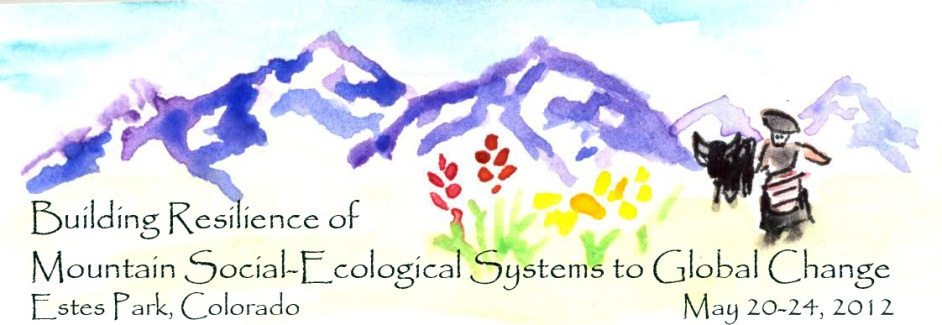 Building Resilience of
Mountain Social-Ecological Systems to Global Change
Estes Park, Colorado May 20-24, 2012